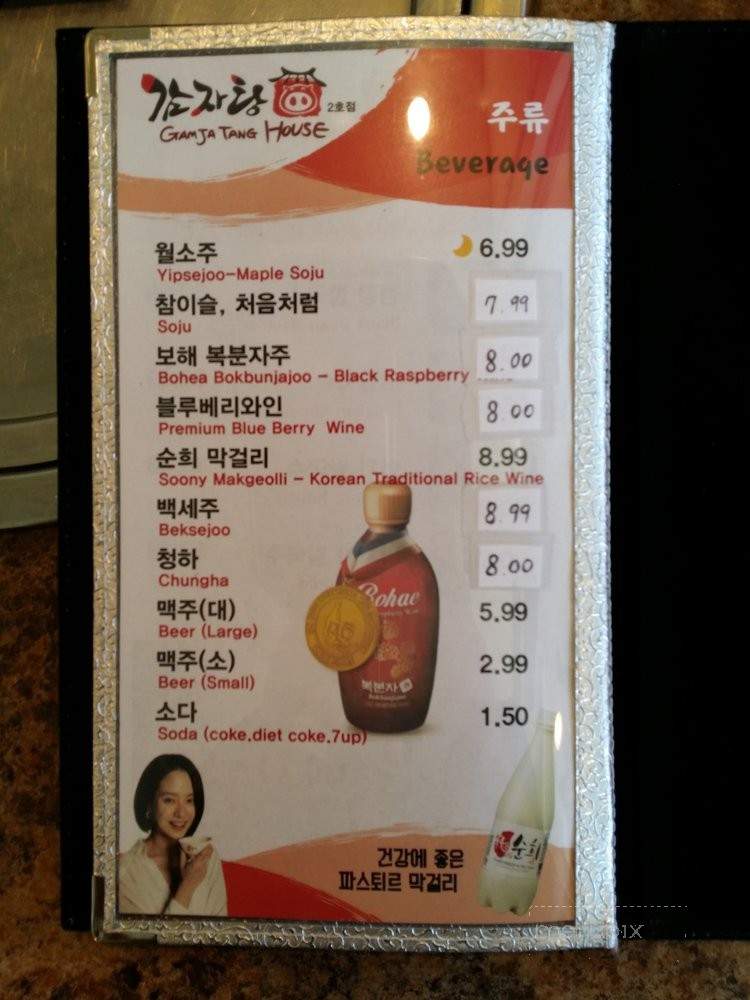 감자탕 2호점
GAMJA TANG HOUSE
주류
Beverage
월소주 6.99
Yipsejoo-Maple Soju
참이슬, 처음처럼 7.99
Soju
보해 복분자주 8.00
Bohea Bokbunjajoo - Black Raspberry
블루베리와인 8.00
Premium Blue Berry Wine
순희 막걸리 8.99
Soony Makgeolli - Korean Traditional Rice Wine
백세주 8.99
Beksejoo
청하 8.00
Chungha
맥주(대) 5.99
Beer (Large)
맥주(소) 2.99
Beer (Small)
소다 1.50
Soda (coke,diet coke,7up)
Bohae
복분자
순희
건강에 좋은
파스퇴르 막걸리